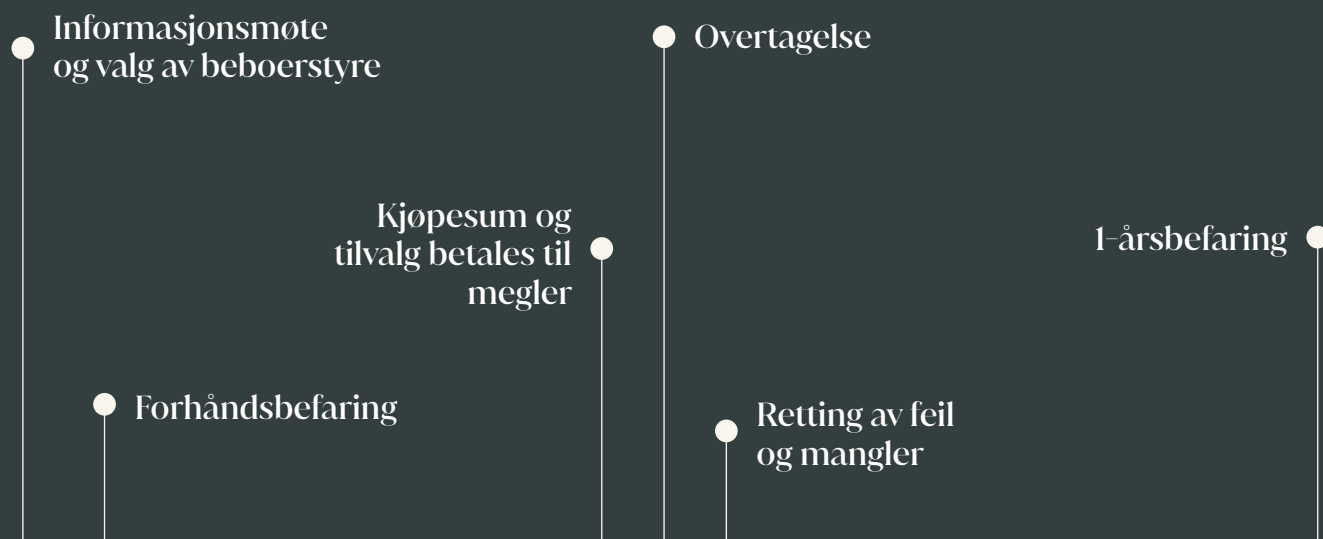 Informasjonsmøte
og valg av beboerstyre
Forhåndsbefaring
Kjøpesum og
tilvalg betales til
megler
Overtagelse
Retting av feil
og mangler
1-årsbefaring